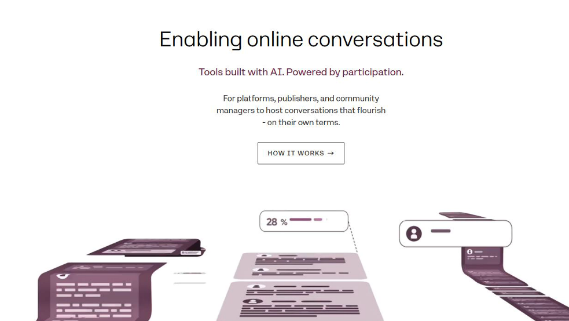 Enabling online conversations
Tools built with AI. Powered by participation.
For platforms, publishers, and community
managers to host conversations that flourish
- on their own terms.
HOW IT WORKS →
28 %